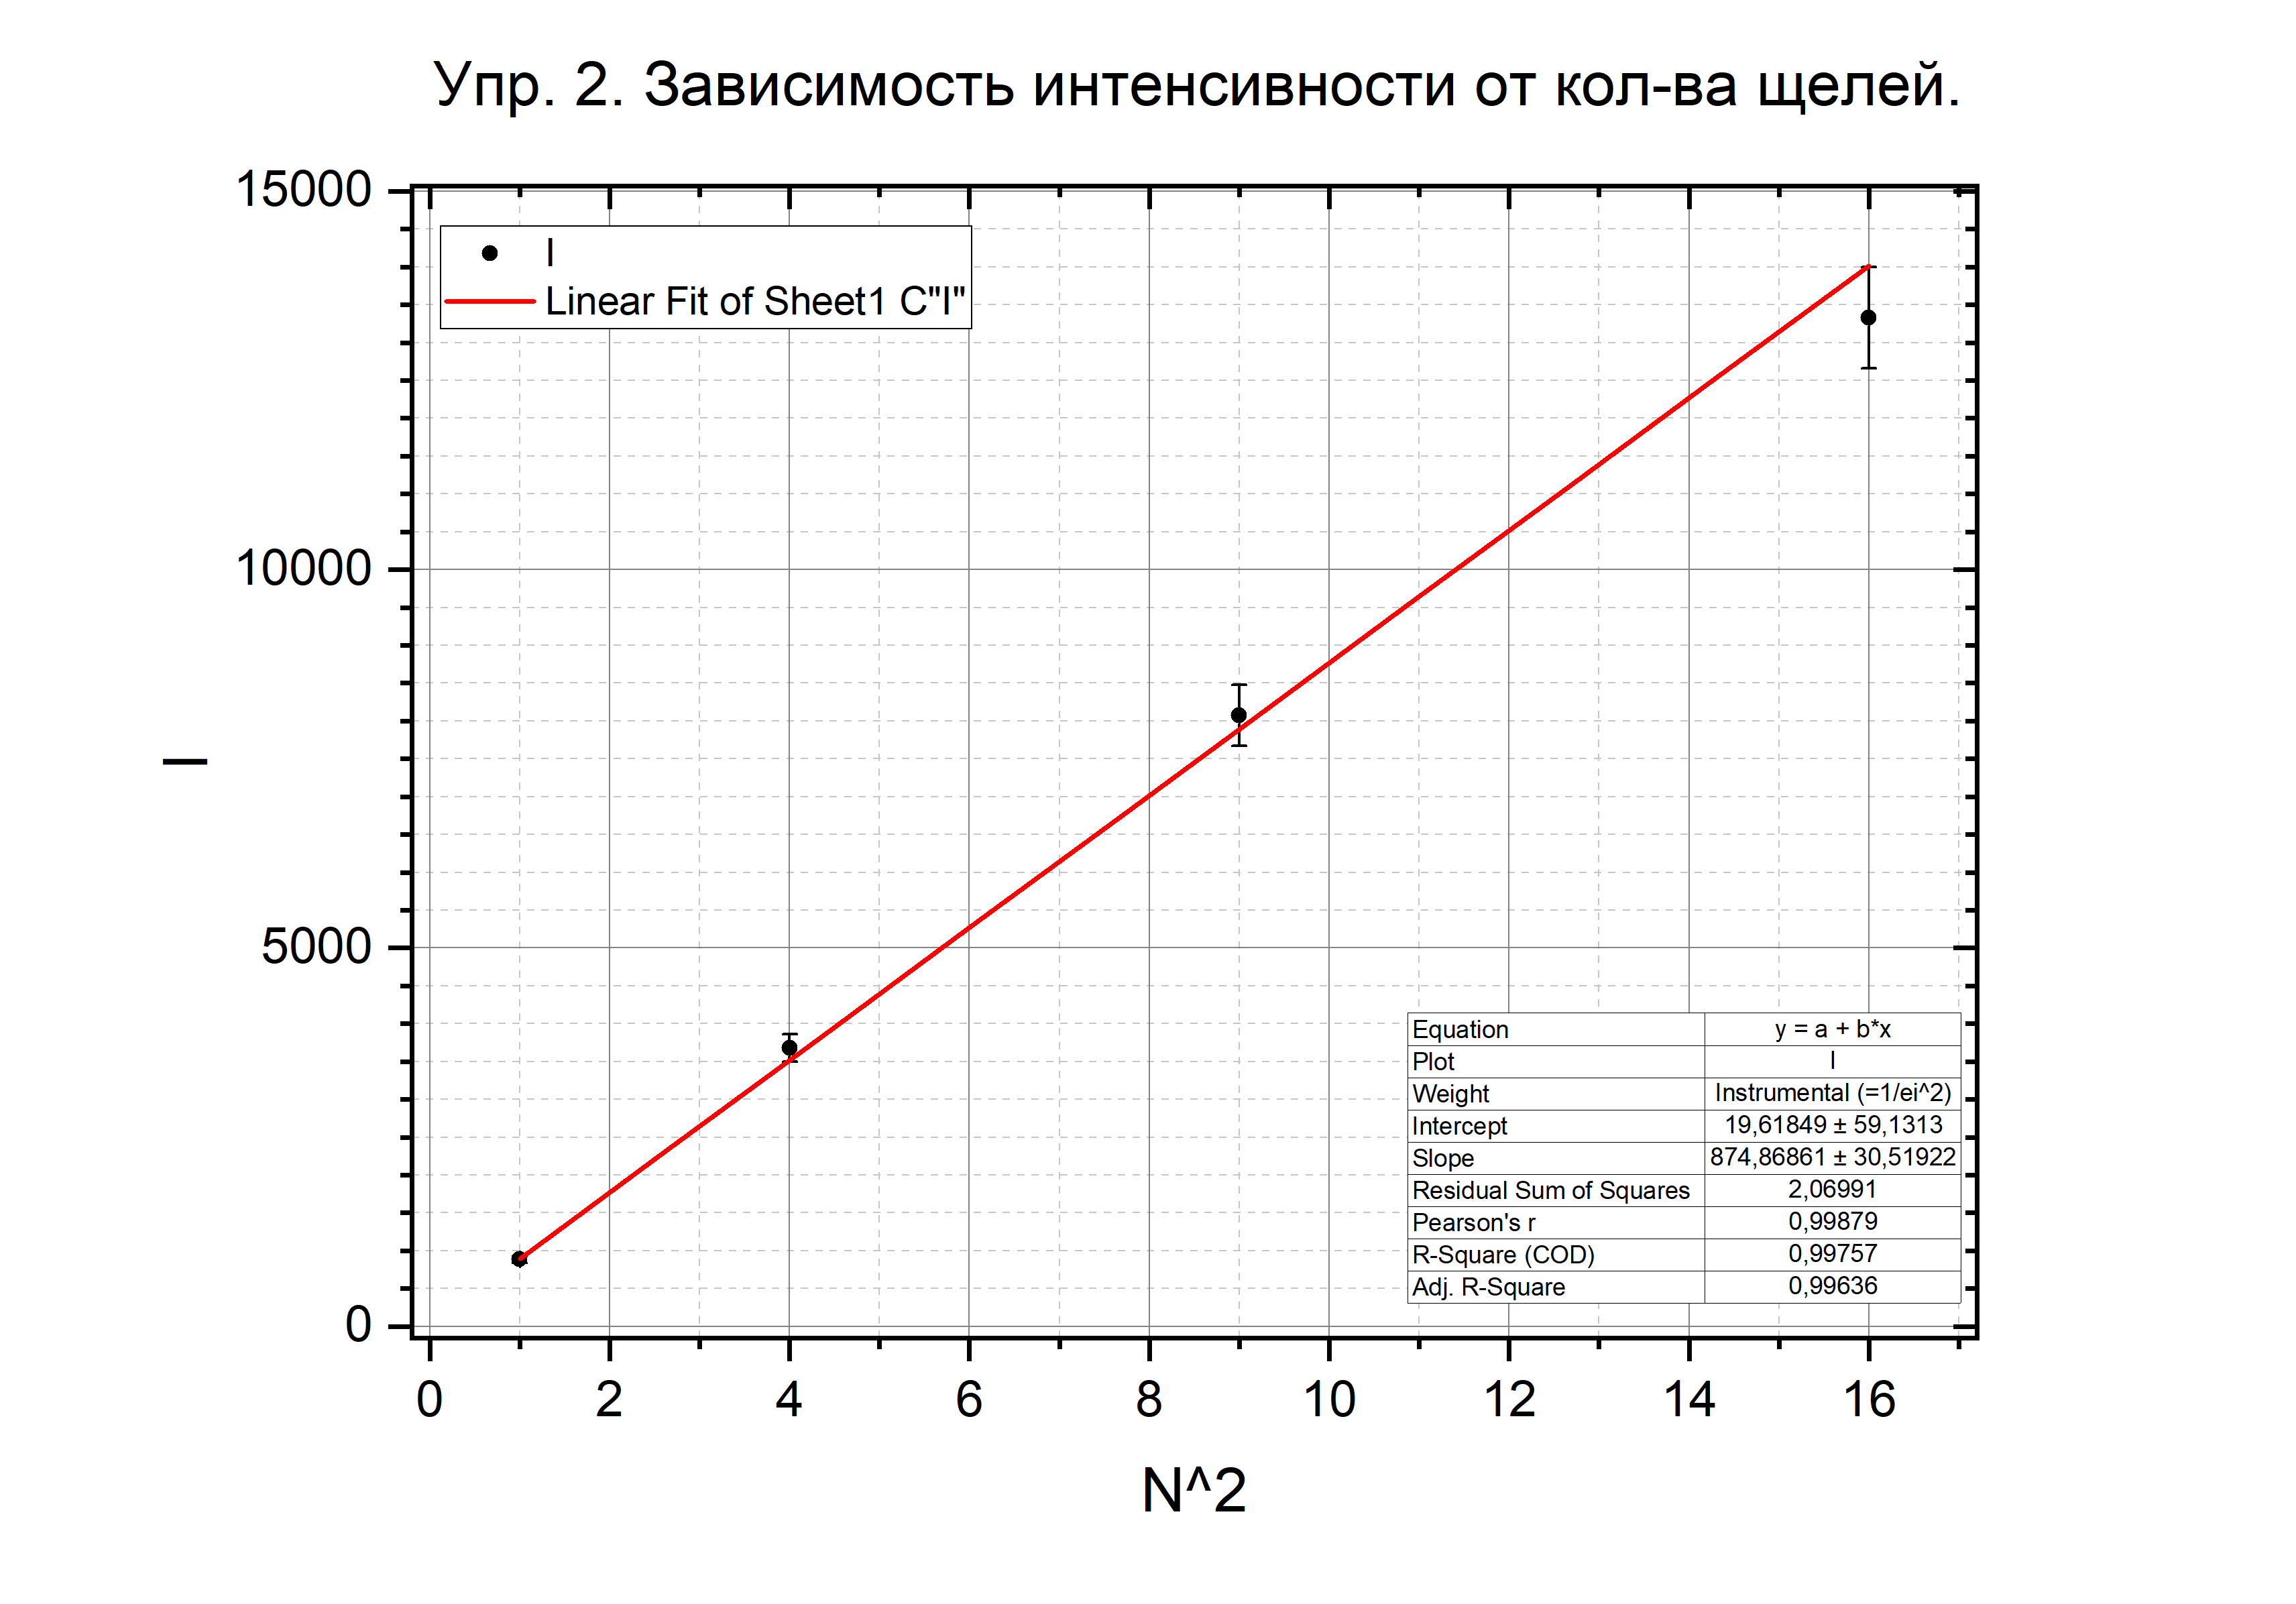 Упр. 2. Зависимость интенсивности от кол-ва щелей.
15000
I
Linear Fit of Sheet1 C"I"
10000
I
5000
Equation y = a + b*x
Plot I
Weight Instrumental (=1/ei^2)
Intercept 19,61849 ± 59,1313
Slope 874,86861 ± 30,51922
Residual Sum of Squares 2,06991
Pearson's r 0,99879
R-Square (COD) 0,99757
Adj. R-Square 0,99636
0
0 2 4 6 8 10 12 14 16
N^2